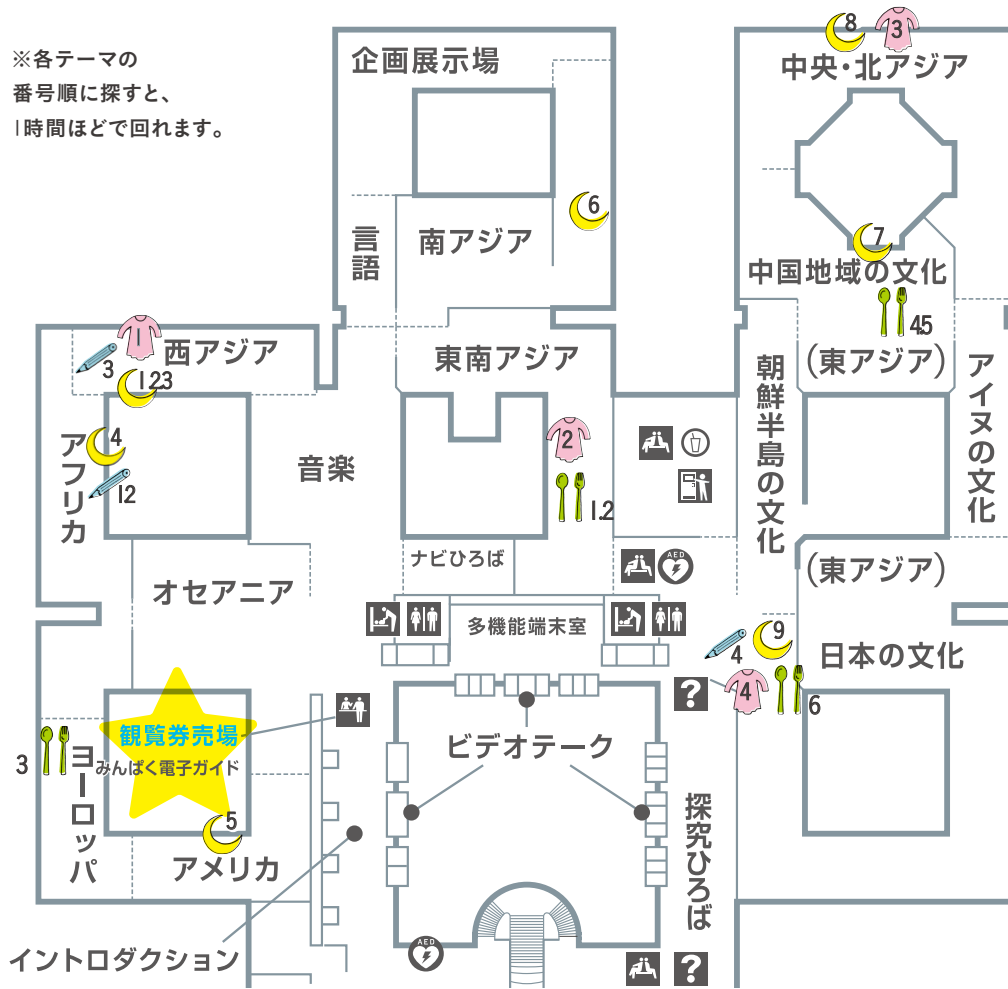 ※各テーマの
番号順に探すと、
1時間ほどで回れます。
企画展示場
8
3
中央・北アジア
6
言語
南アジア
7
中国地域の文化
45
(東アジア)
1
西アジア
3
123
東南アジア
朝鮮半島の文化
アイヌの文化
アフリカ
4
12
音楽
2
1.2
ナビひろば
AED
(東アジア)
オセアニア
多機能端末室
9
4
4
6
日本の文化
?
観覧券売場
みんぱく電子ガイド
3
ヨーロッパ
5
アメリカ
ビデオテーク
探究ひろば
イントロダクション
AED
?